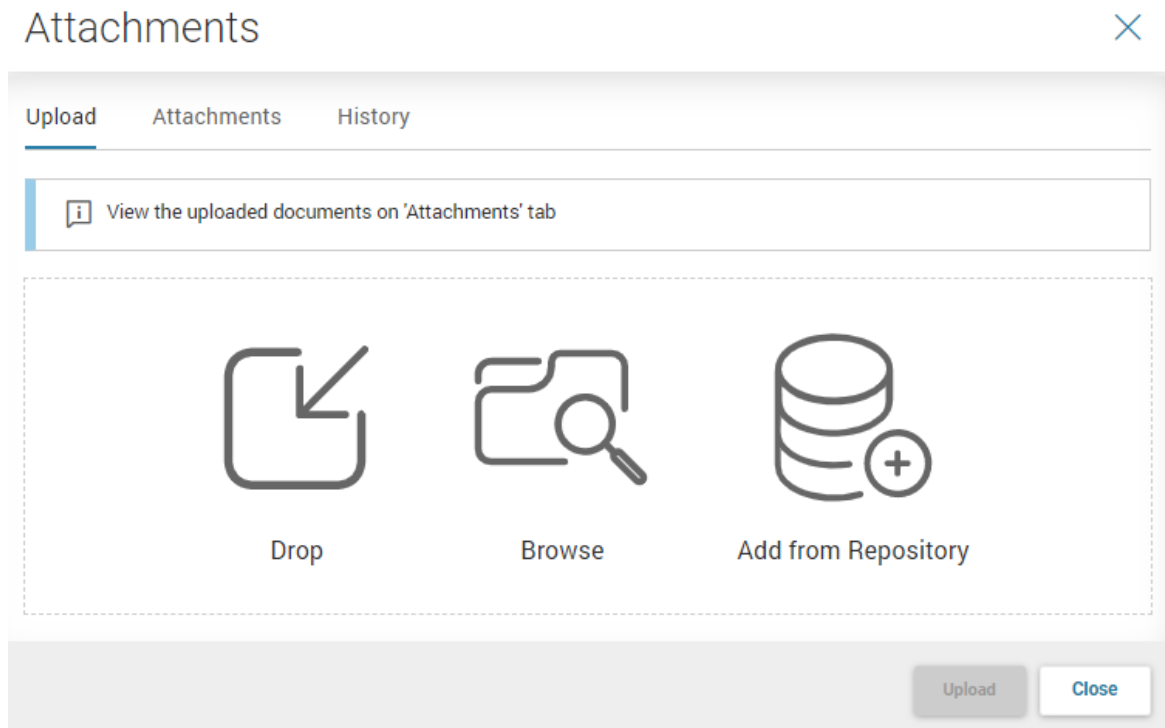 Attachments
Upload Attachments History
View the uploaded documents on 'Attachments' tab
Drop Browse Add from Repository
Upload Close